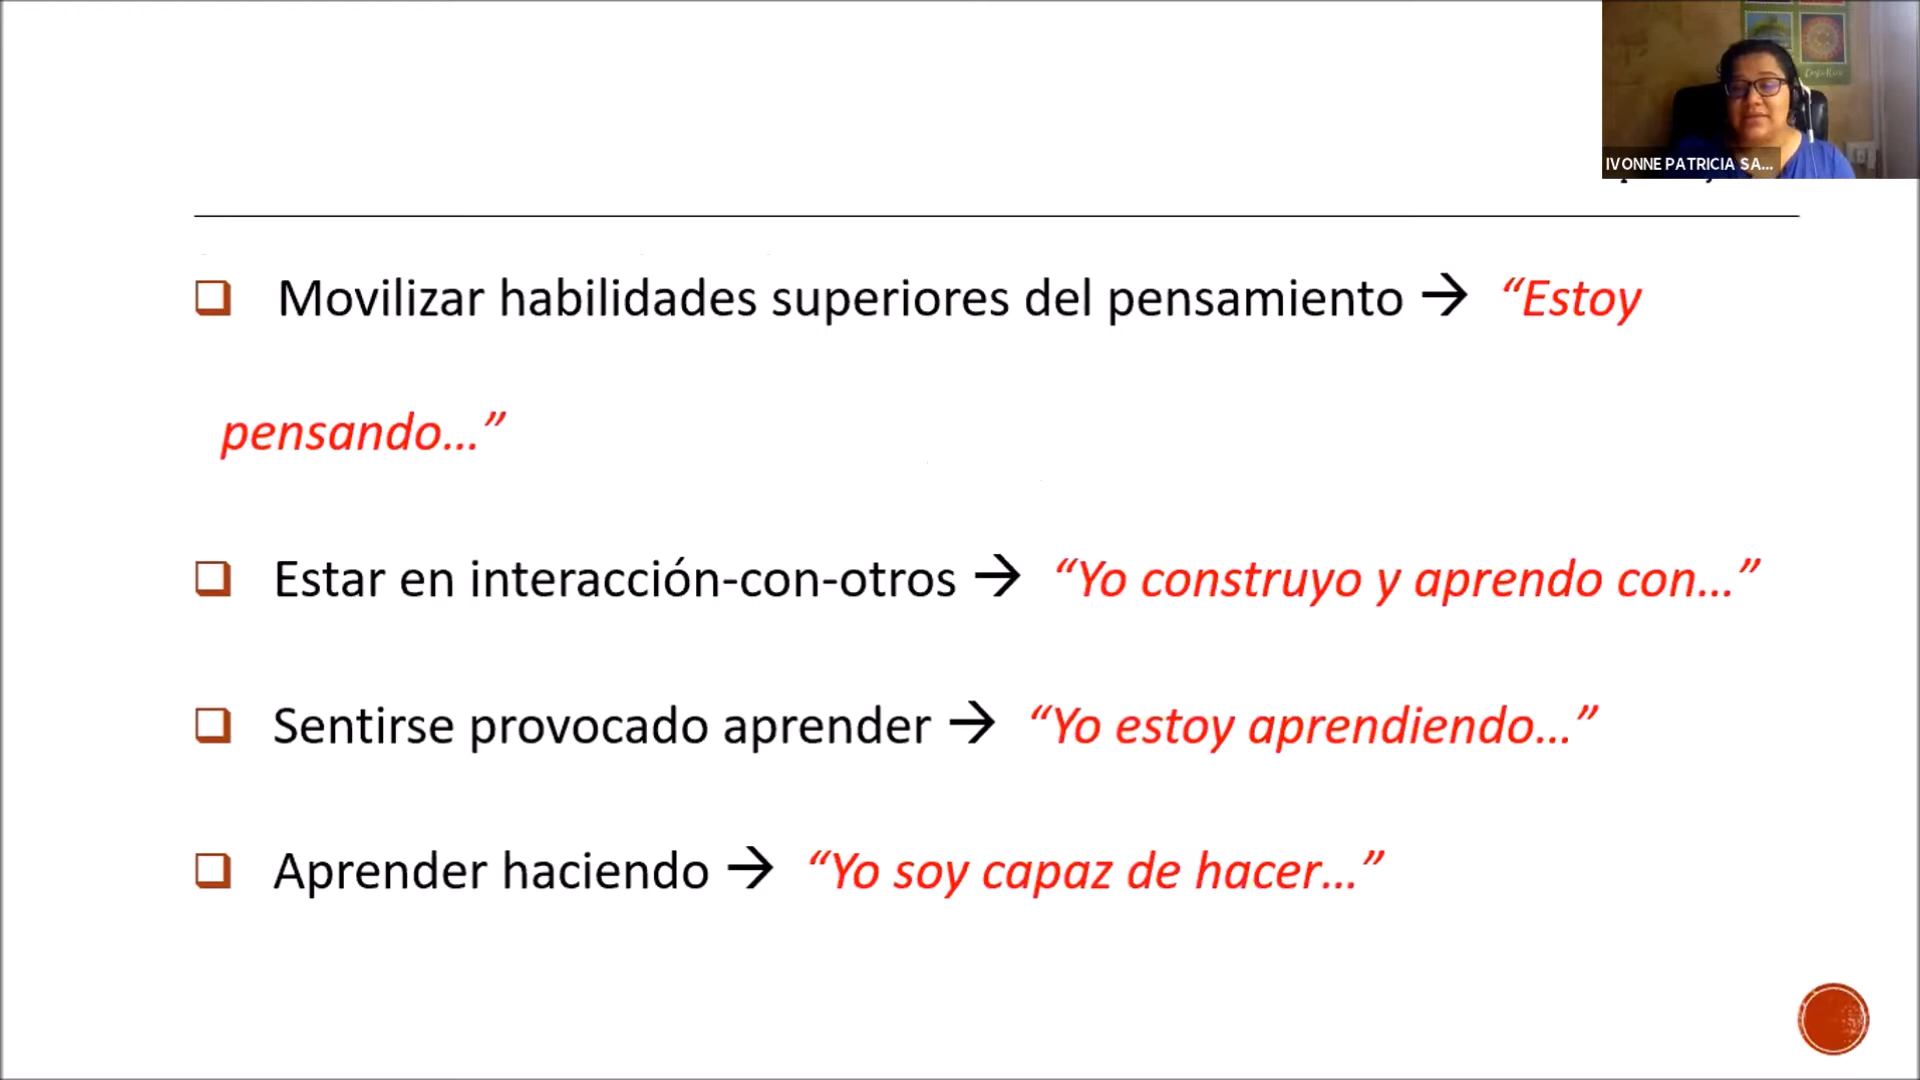 IVONNE PATRICIA SA...
❑ Movilizar habilidades superiores del pensamiento → “Estoy
pensando...”
❑ Estar en interacción-con-otros → “Yo construyo y aprendo con...”
❑ Sentirse provocado aprender → “Yo estoy aprendiendo...”
❑ Aprender haciendo → “Yo soy capaz de hacer...”